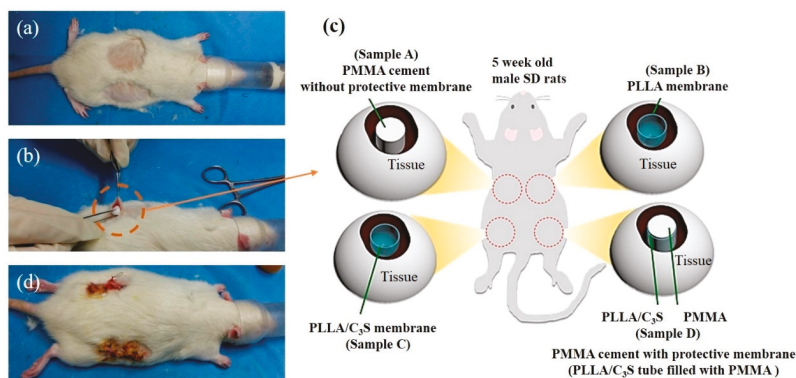 (a)
(b)
(d)
(c)
(Sample A)
PMMA cement
without protective membrane
5 week old
male SD rats
(Sample B)
PLLA membrane
Tissue
Tissue
Tissue
Tissue
PLLA/C₃S membrane
(Sample C)
PLLA/C₃S PMMA
(Sample D)
PMMA cement with protective membrane
(PLLA/C₃S tube filled with PMMA )